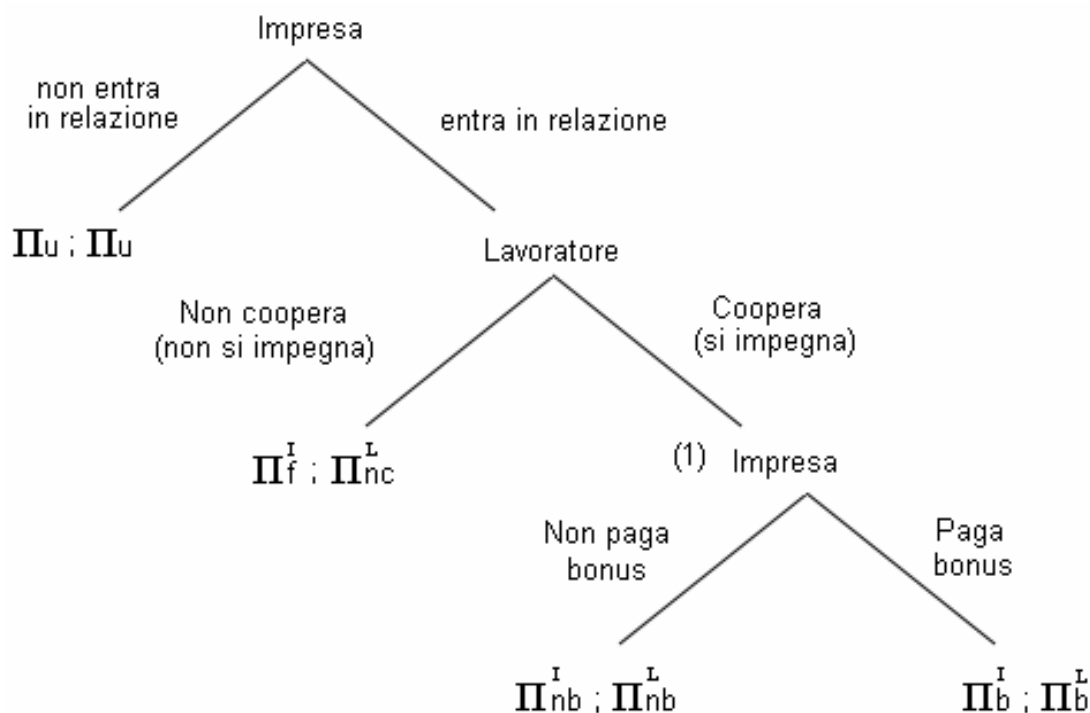 Impresa
non entra
in relazione
entra in relazione
Πu ; Πu
Lavoratore
Non coopera
(non si impegna)
Coopera
(si impegna)
Π^I_f ; Π^L_nc
(1) Impresa
Non paga
bonus
Paga
bonus
Π^I_nb ; Π^L_nb
Π^I_b ; Π^L_b